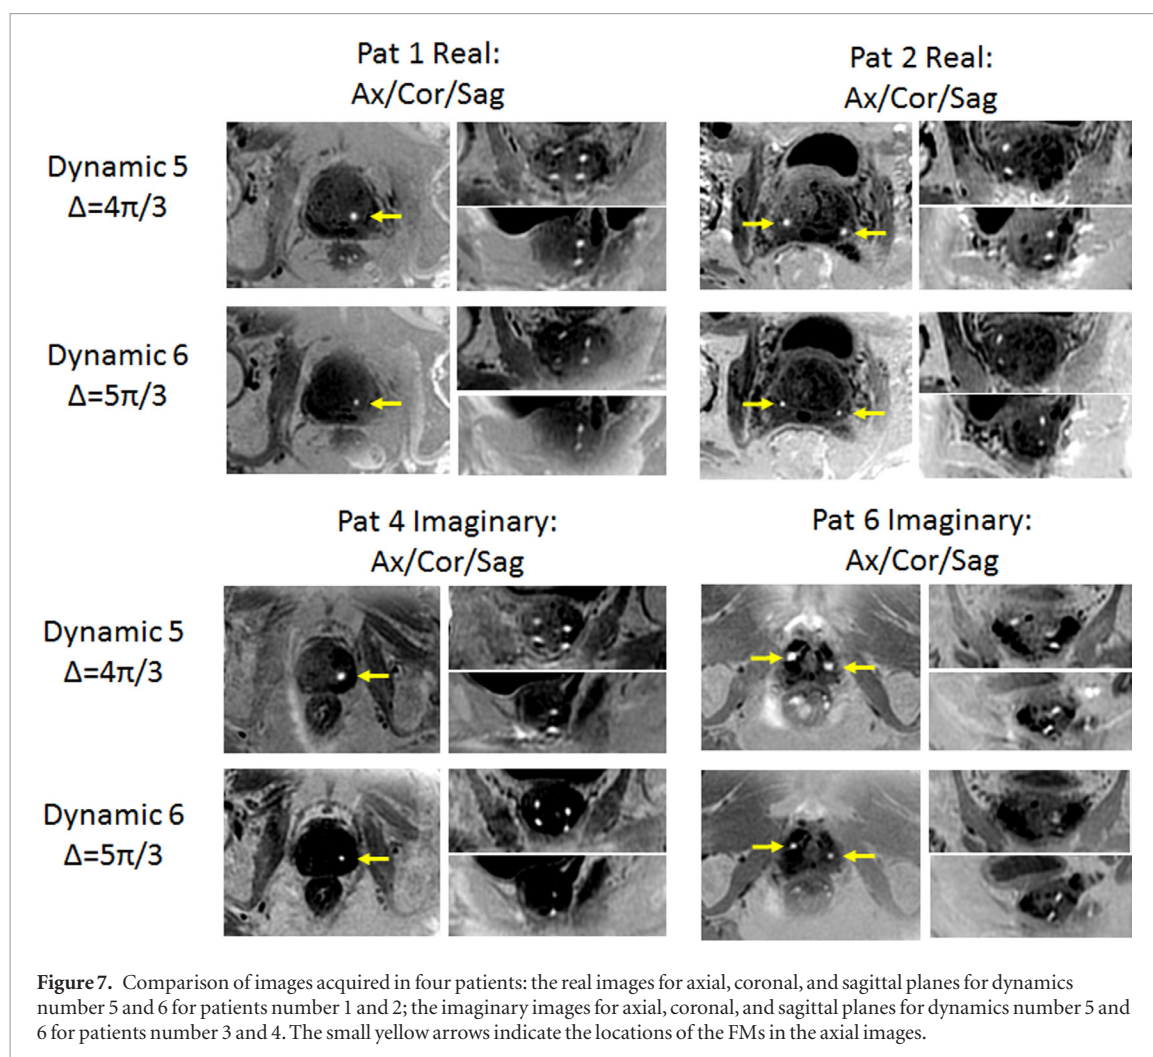 Pat 1 Real:
Ax/Cor/Sag
Pat 2 Real:
Ax/Cor/Sag
Dynamic 5
Δ=4π/3
Dynamic 6
Δ=5π/3
Pat 4 Imaginary:
Ax/Cor/Sag
Pat 6 Imaginary:
Ax/Cor/Sag
Dynamic 5
Δ=4π/3
Dynamic 6
Δ=5π/3
Figure 7. Comparison of images acquired in four patients: the real images for axial, coronal, and sagittal planes for dynamics
number 5 and 6 for patients number 1 and 2; the imaginary images for axial, coronal, and sagittal planes for dynamics number 5 and
6 for patients number 3 and 4. The small yellow arrows indicate the locations of the FMs in the axial images.